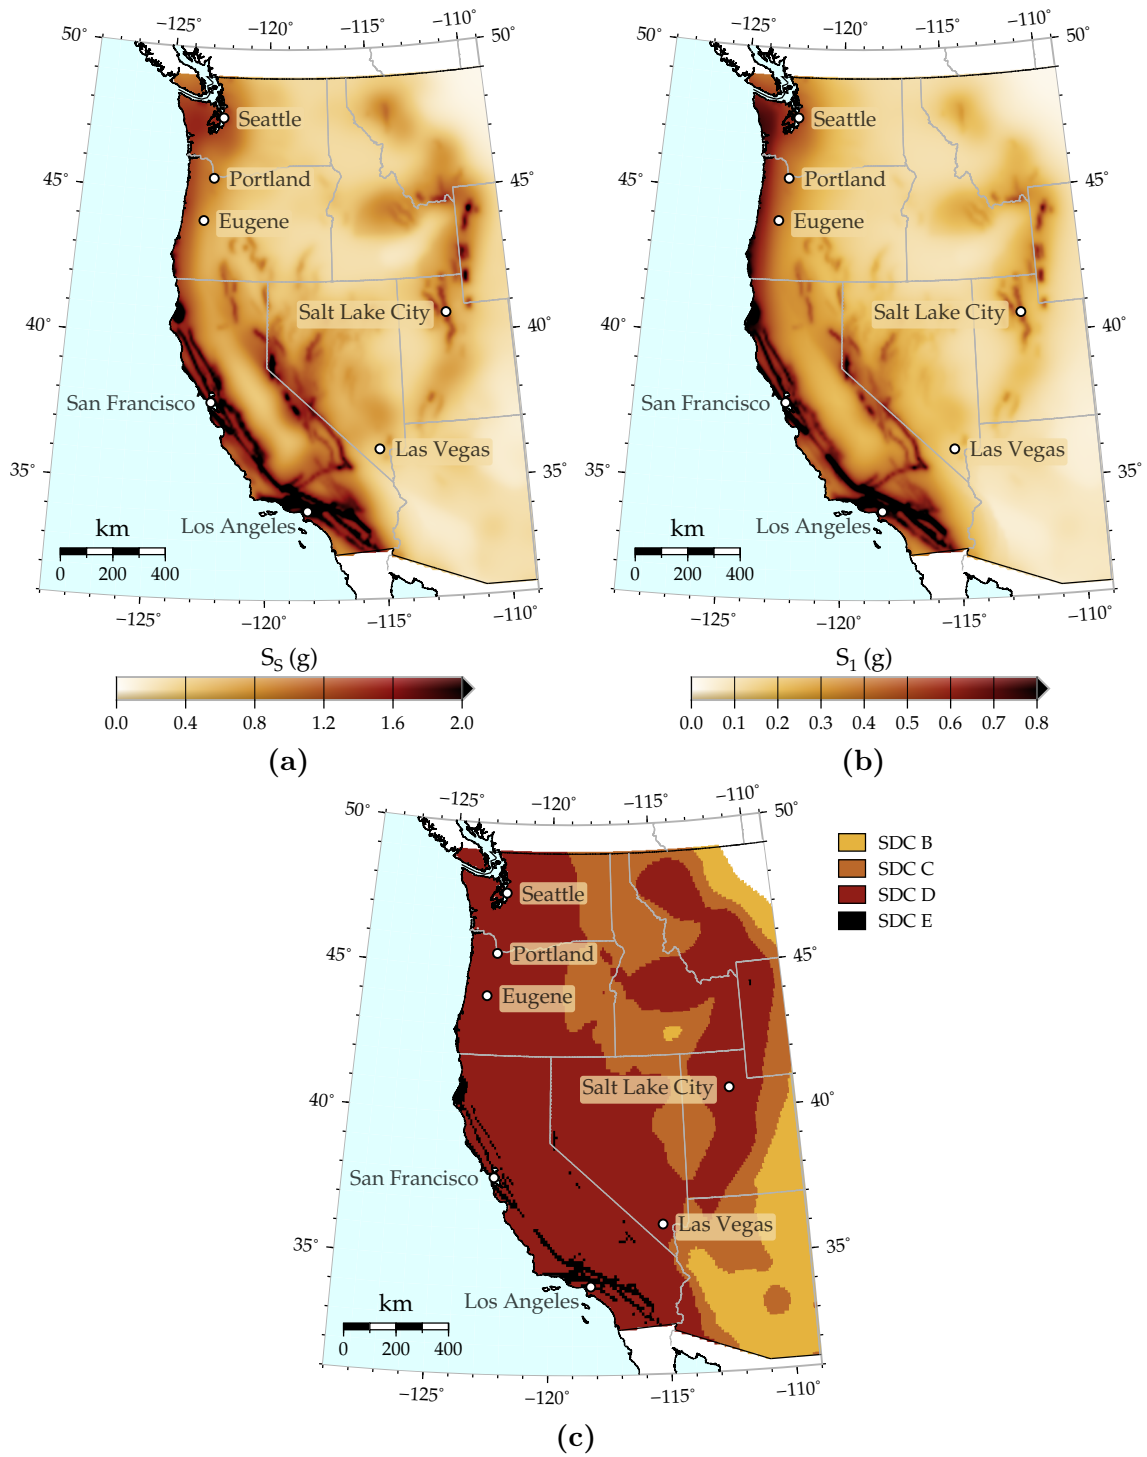 −125° −120° −115° −110°
50° 50°
Seattle
Portland
45° 45°
Eugene
Salt Lake City
40° 40°
San Francisco
Las Vegas
35° 35°
Los Angeles
km
0 200 400
−125° −120° −115° −110°
S_S (g)
0.0 0.4 0.8 1.2 1.6 2.0
(a)
−125° −120° −115° −110°
50° 50°
Seattle
Portland
45° 45°
Eugene
Salt Lake City
40° 40°
San Francisco
Las Vegas
35° 35°
Los Angeles
km
0 200 400
−125° −120° −115° −110°
S_1 (g)
0.0 0.1 0.2 0.3 0.4 0.5 0.6 0.7 0.8
(b)
−125° −120° −115° −110°
50° 50°
Seattle
Portland
45° 45°
Eugene
Salt Lake City
40° 40°
San Francisco
Las Vegas
35° 35°
Los Angeles
km
0 200 400
−125° −120° −115° −110°
SDC B
SDC C
SDC D
SDC E
(c)